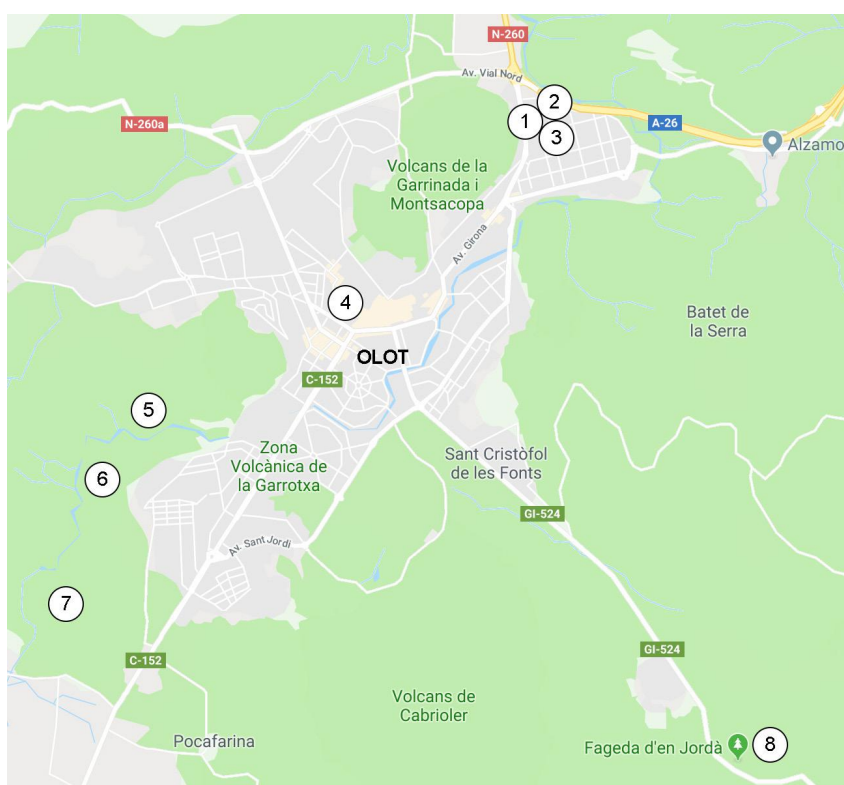 N-260
Av. Vial Nord
2
1
N-260a
A-26
3
Alzamo
Volcans de la
Garrinada i
Montsacopa
Av. Girona
4
Batet de
la Serra
OLOT
C-152
5
Zona
Volcànica de
la Garrotxa
Sant Cristòfol
de les Fonts
6
GI-524
Av. Sant Jordi
7
GI-524
C-152
Volcans de
Cabrioler
Pocafarina
Fageda d'en Jordà
8